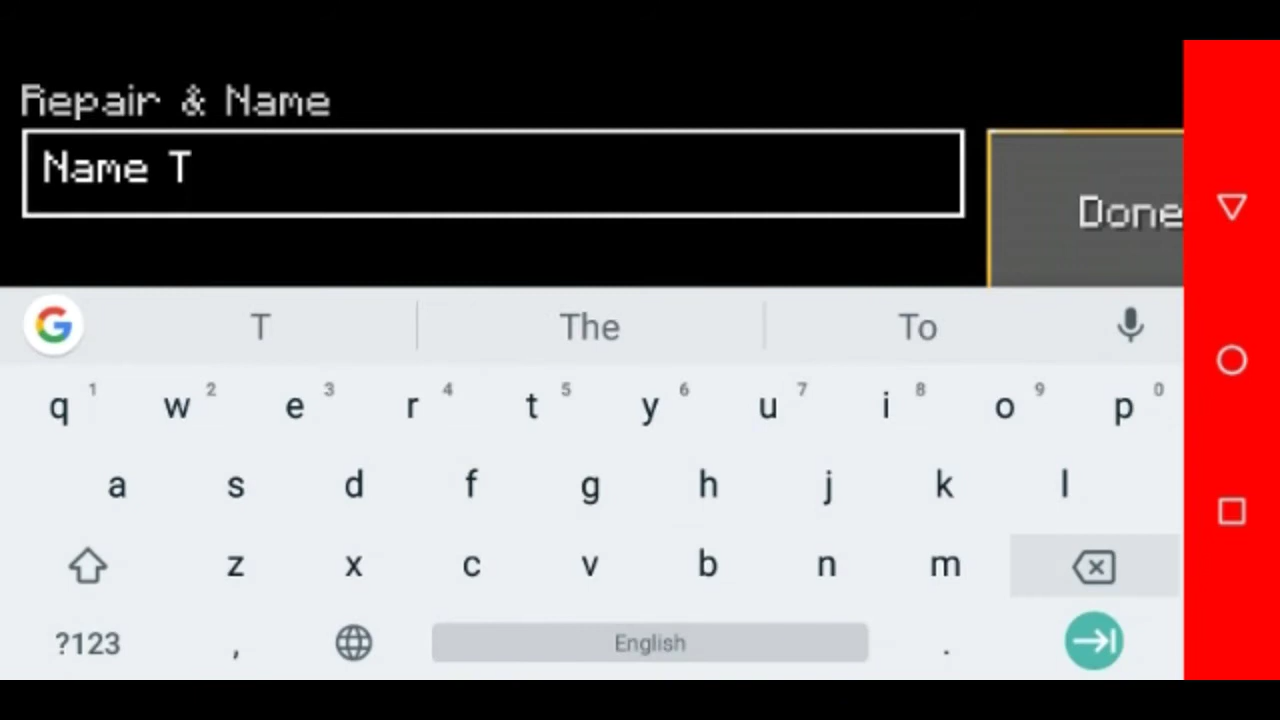 Repair & Name
Name T
Done
T The To
q 1 w 2 e 3 r 4 t 5 y 6 u 7 i 8 o 9 p 0
a s d f g h j k l
z x c v b n m
?123 , English .